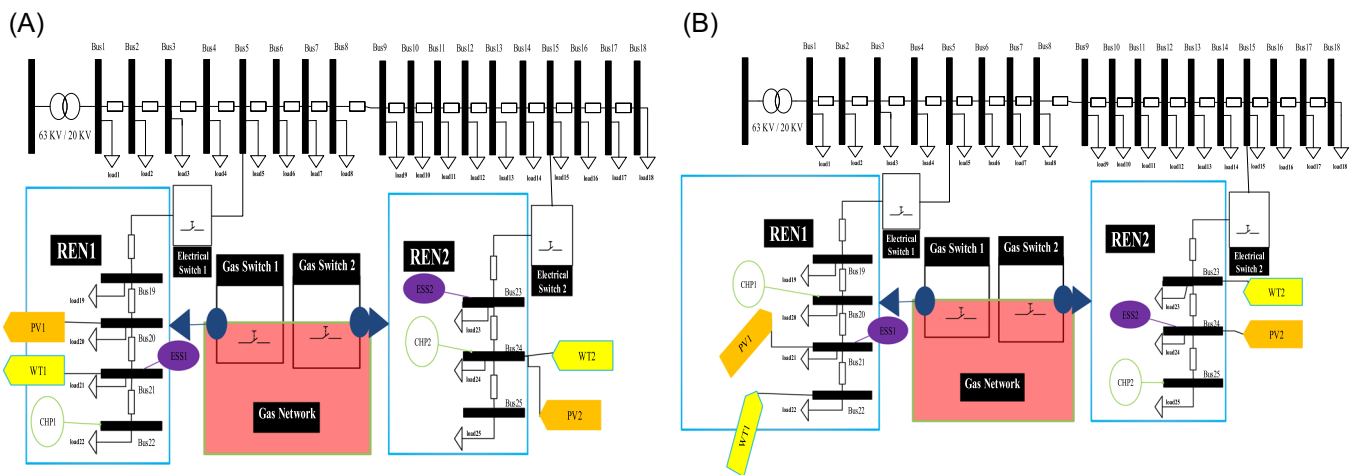 (A)
Bus1 Bus2 Bus3 Bus4 Bus5 Bus6 Bus7 Bus8 Bus9 Bus10 Bus11 Bus12 Bus13 Bus14 Bus15 Bus16 Bus17 Bus18
63 KV / 20 KV
load1 load2 load3 load4 load5 load6 load7 load8 load9 load10 load11 load12 load13 load14 load15 load16 load17 load18
REN1
Electrical
Switch 1
Gas Switch 1
Gas Switch 2
REN2
Electrical
Switch 2
Bus19
load19
PV1
Bus20
load20
ESS1
WT1
Bus21
load21
CHP1
Bus22
load22
Gas Network
ESS2
Bus23
load23
CHP2
Bus24
load24
WT2
Bus25
load25
PV2
(B)
Bus1 Bus2 Bus3 Bus4 Bus5 Bus6 Bus7 Bus8 Bus9 Bus10 Bus11 Bus12 Bus13 Bus14 Bus15 Bus16 Bus17 Bus18
63 KV / 20 KV
load1 load2 load3 load4 load5 load6 load7 load8 load9 load10 load11 load12 load13 load14 load15 load16 load17 load18
REN1
Electrical
Switch 1
Gas Switch 1
Gas Switch 2
REN2
Electrical
Switch 2
Bus19
load19
CHP1
Bus20
load20
ESS1
PV1
Bus21
load21
Bus22
load22
WT1
Gas Network
Bus23
load23
WT2
ESS2
Bus24
load24
PV2
CHP2
Bus25
load25